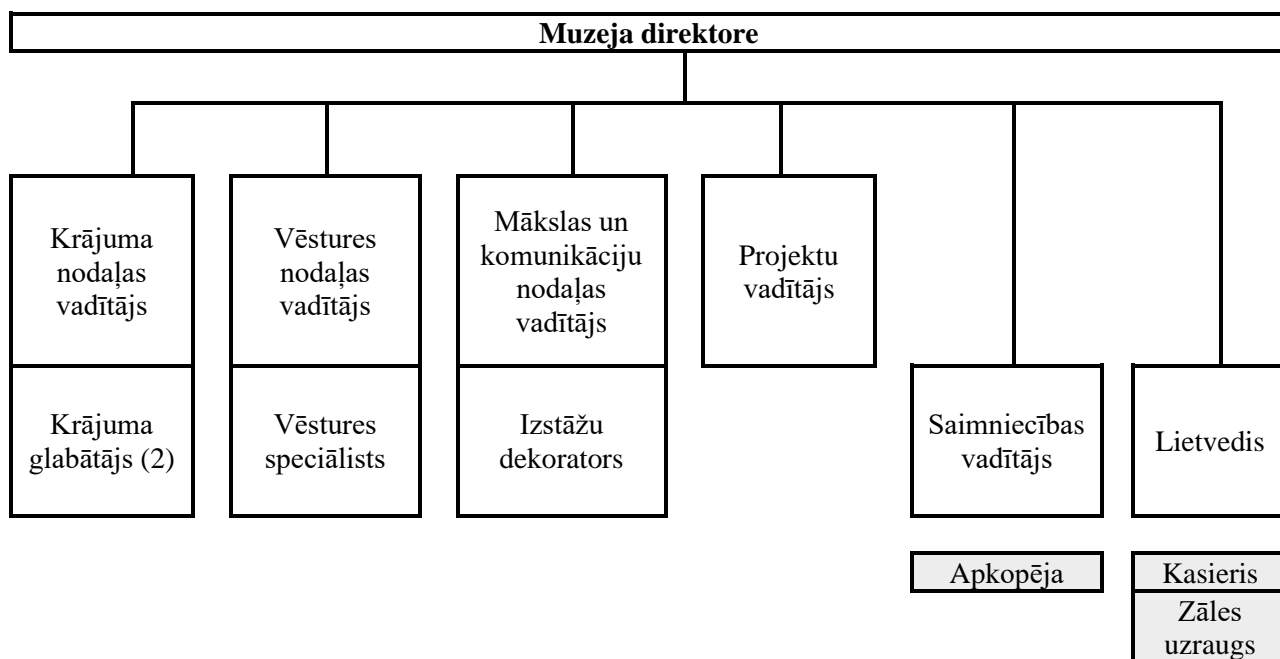 Muzeja direktore
Krājuma
nodaļas
vadītājs
Vēstures
nodaļas
vadītājs
Mākslas un
komunikāciju
nodaļas
vadītājs
Projektu
vadītājs
Krājuma
glabātājs (2)
Vēstures
speciālists
Izstāžu
dekorators
Saimniecības
vadītājs
Lietvedis
Apkopēja
Kasieris
Zāles
uzraugs